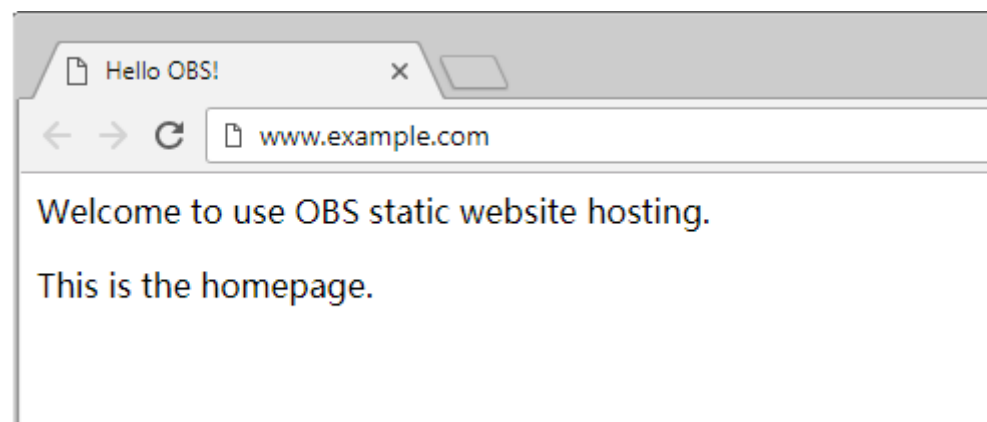 Hello OBS!
www.example.com
Welcome to use OBS static website hosting.
This is the homepage.